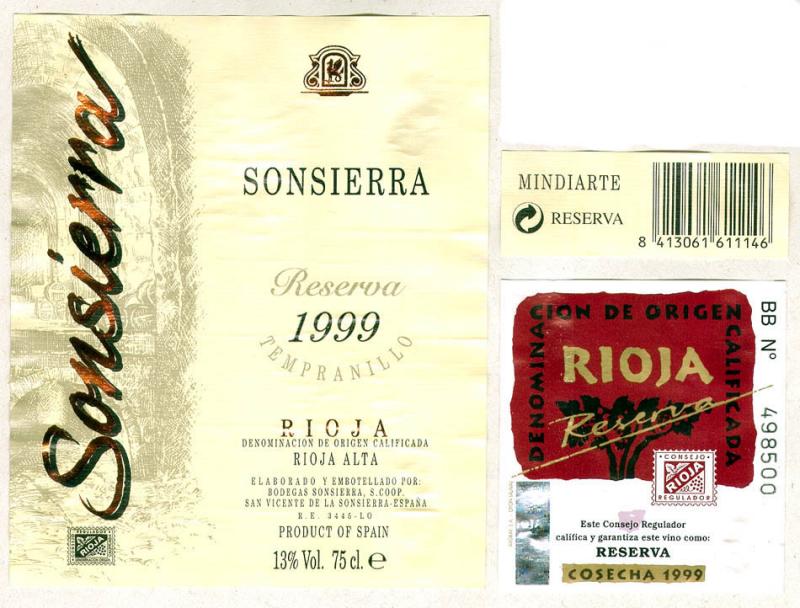 Sonsierra
SONSIERRA
Reserva
1999
TEMPRANILLO
RIOJA
DENOMINACION DE ORIGEN CALIFICADA
RIOJA ALTA
ELABORADO Y EMBOTELLADO POR:
BODEGAS SONSIERRA, S.COOP.
SAN VICENTE DE LA SONSIERRA-ESPAÑA
R.E. 3445-LO
PRODUCT OF SPAIN
13% Vol. 75 cl. e
RIOJA
MINDIARTE
RESERVA
8 413061 611146
DENOMINACION DE ORIGEN CALIFICADA
RIOJA
Reserva
BB Nº 498500
CONSEJO
RIOJA
REGULADOR
Este Consejo Regulador
califica y garantiza este vino como:
RESERVA
COSECHA 1999